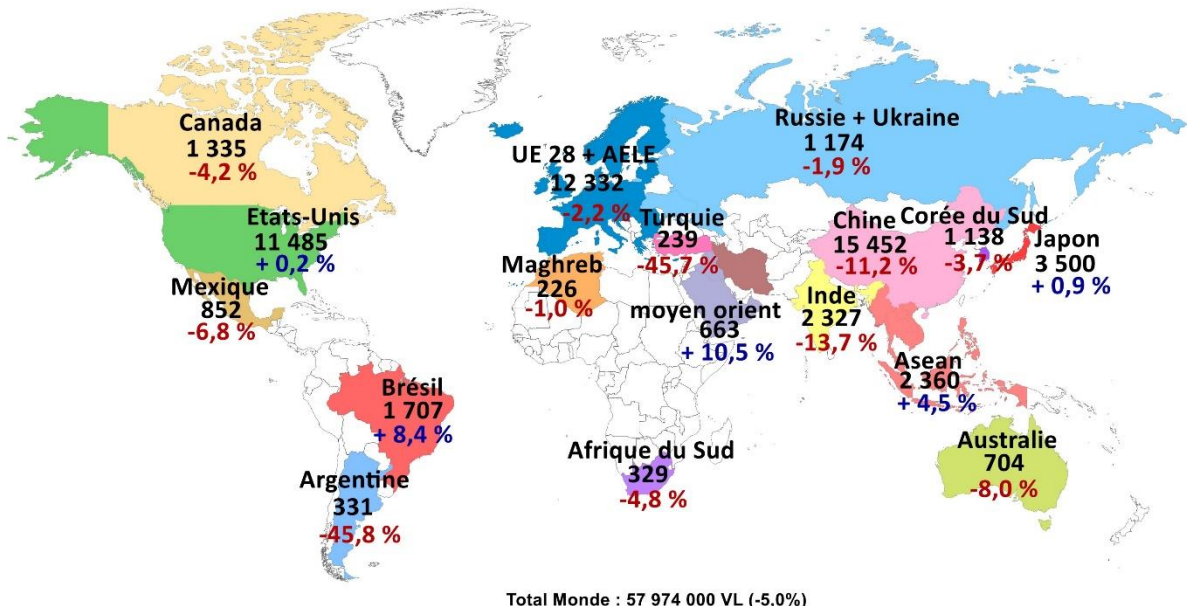 Canada
1 335
-4,2 %
Etats-Unis
11 485
+ 0,2 %
Mexique
852
-6,8 %
Brésil
1 707
+ 8,4 %
Argentine
331
-45,8 %
UE 28 + AELE
12 332
-2,2 %
Russie + Ukraine
1 174
-1,9 %
Turquie
239
-45,7 %
Maghreb
226
-1,0 %
moyen orient
663
+ 10,5 %
Afrique du Sud
329
-4,8 %
Chine
15 452
-11,2 %
Corée du Sud
1 138
-3,7 %
Japon
3 500
+ 0,9 %
Inde
2 327
-13,7 %
Asean
2 360
+ 4,5 %
Australie
704
-8,0 %
Total Monde : 57 974 000 VL (-5,0%)